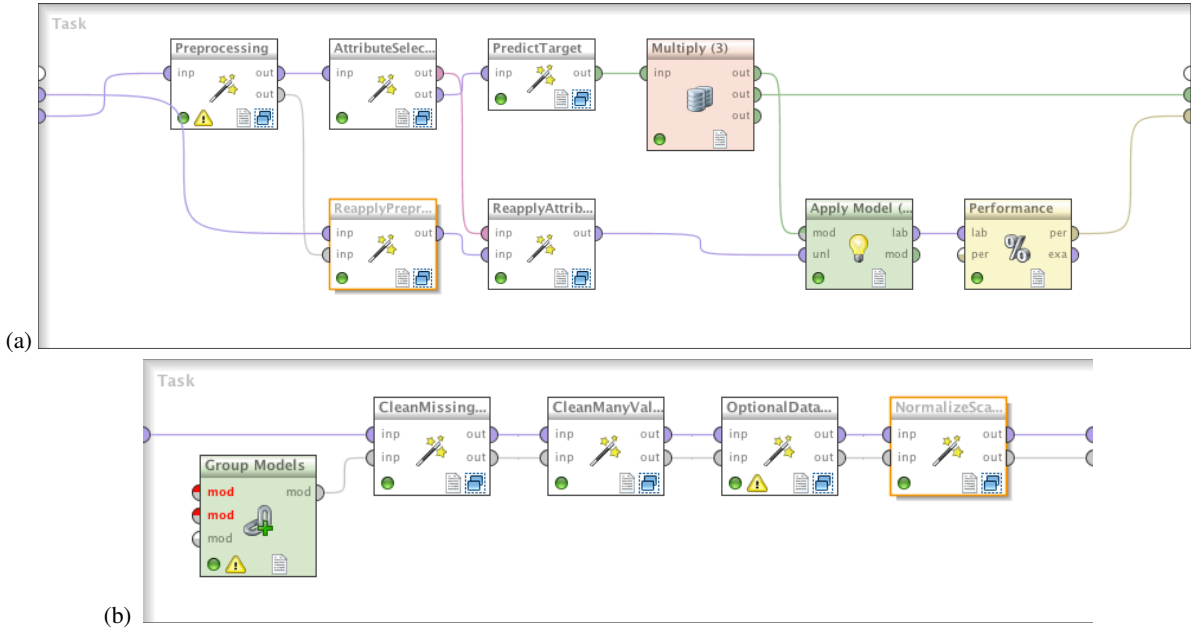 Task
Preprocessing
inp out
out
AttributeSelec...
inp out
out
PredictTarget
inp out
Multiply (3)
inp out
out
out
ReapplyPrepr...
inp out
inp
ReapplyAttrib...
inp out
inp
Apply Model (...
mod lab
unl mod
Performance
% 
lab per
per exa
(a)
Task
CleanMissing...
inp out
inp out
CleanManyVal...
inp out
inp out
OptionalData...
inp out
inp out
NormalizeSca...
inp out
inp out
Group Models
mod mod
mod
mod
(b)